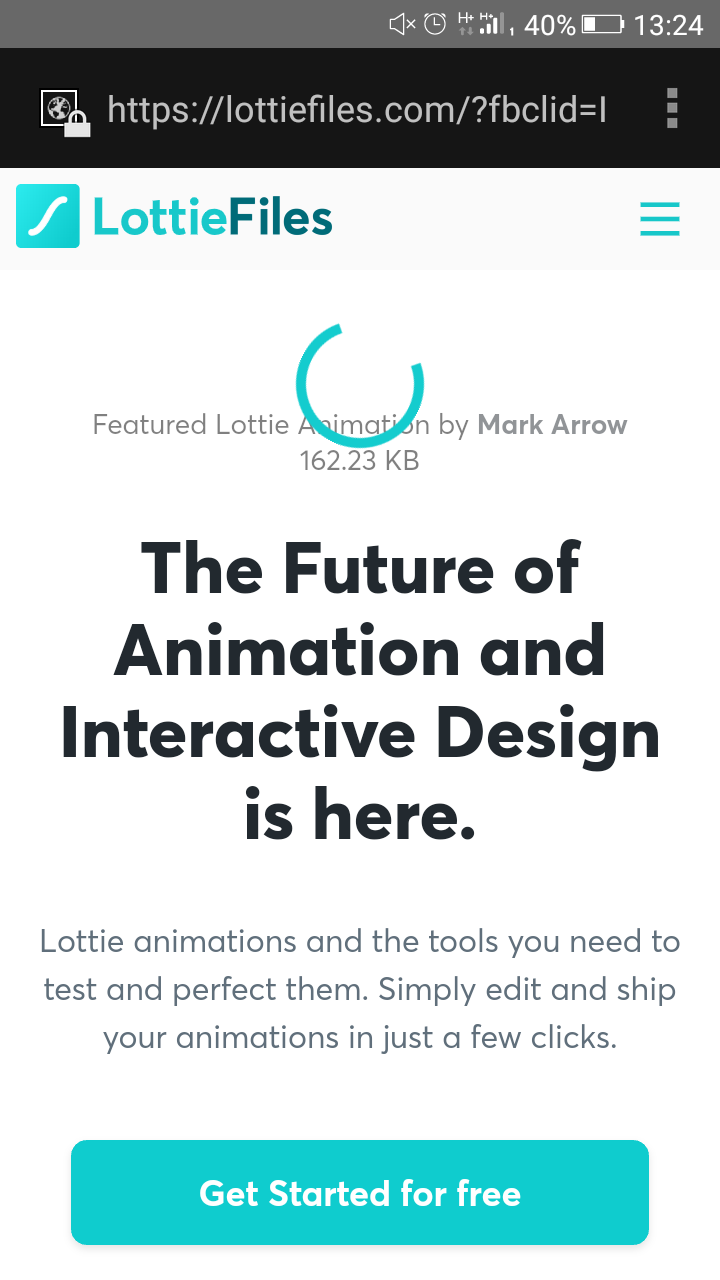 40% 13:24
https://lottiefiles.com/?fbclid=I
LottieFiles
Featured Lottie Animation by Mark Arrow
162.23 KB
The Future of
Animation and
Interactive Design
is here.
Lottie animations and the tools you need to
test and perfect them. Simply edit and ship
your animations in just a few clicks.
Get Started for free